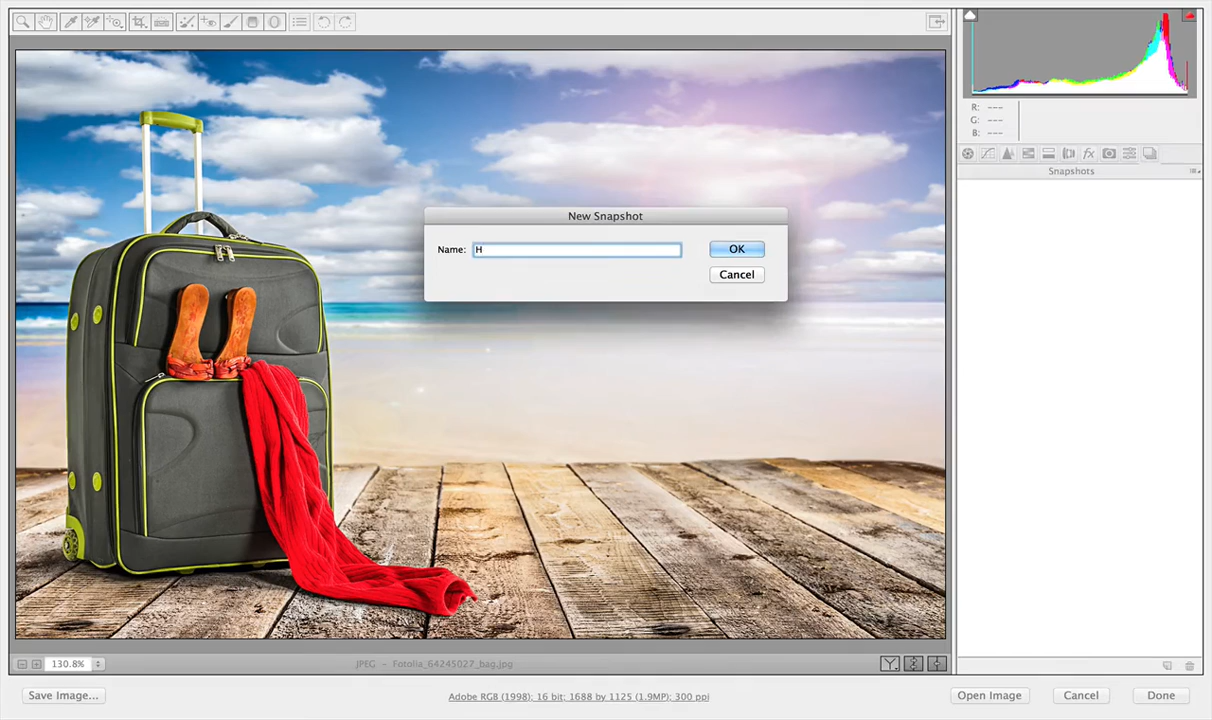 R: ---
G: ---
B: ---
fx
Snapshots
New Snapshot
Name: H
OK
Cancel
130.8%
JPEG – Fotolia_64245027_bag.jpg
Save Image...
Adobe RGB (1998); 16 bit; 1688 by 1125 (1.9MP); 300 ppi
Open Image
Cancel
Done